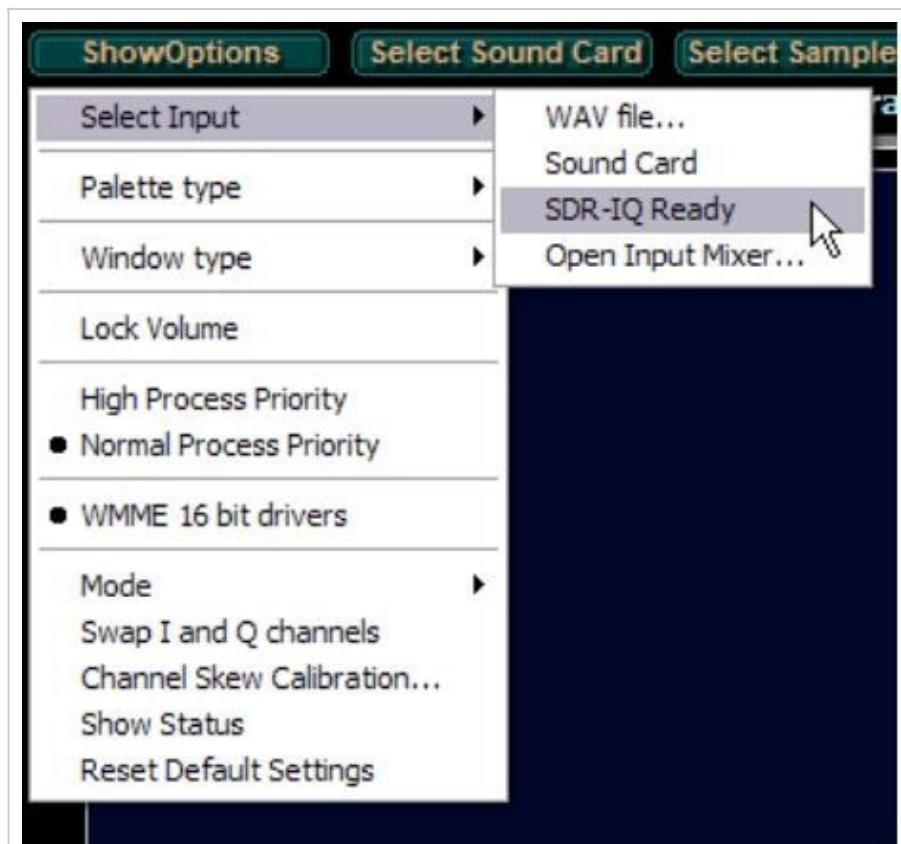 ShowOptions Select Sound Card Select Sample
Select Input WAV file...
Sound Card
Palette type
SDR-IQ Ready
Window type Open Input Mixer...
Lock Volume
High Process Priority
Normal Process Priority
WMME 16 bit drivers
Mode
Swap I and Q channels
Channel Skew Calibration...
Show Status
Reset Default Settings